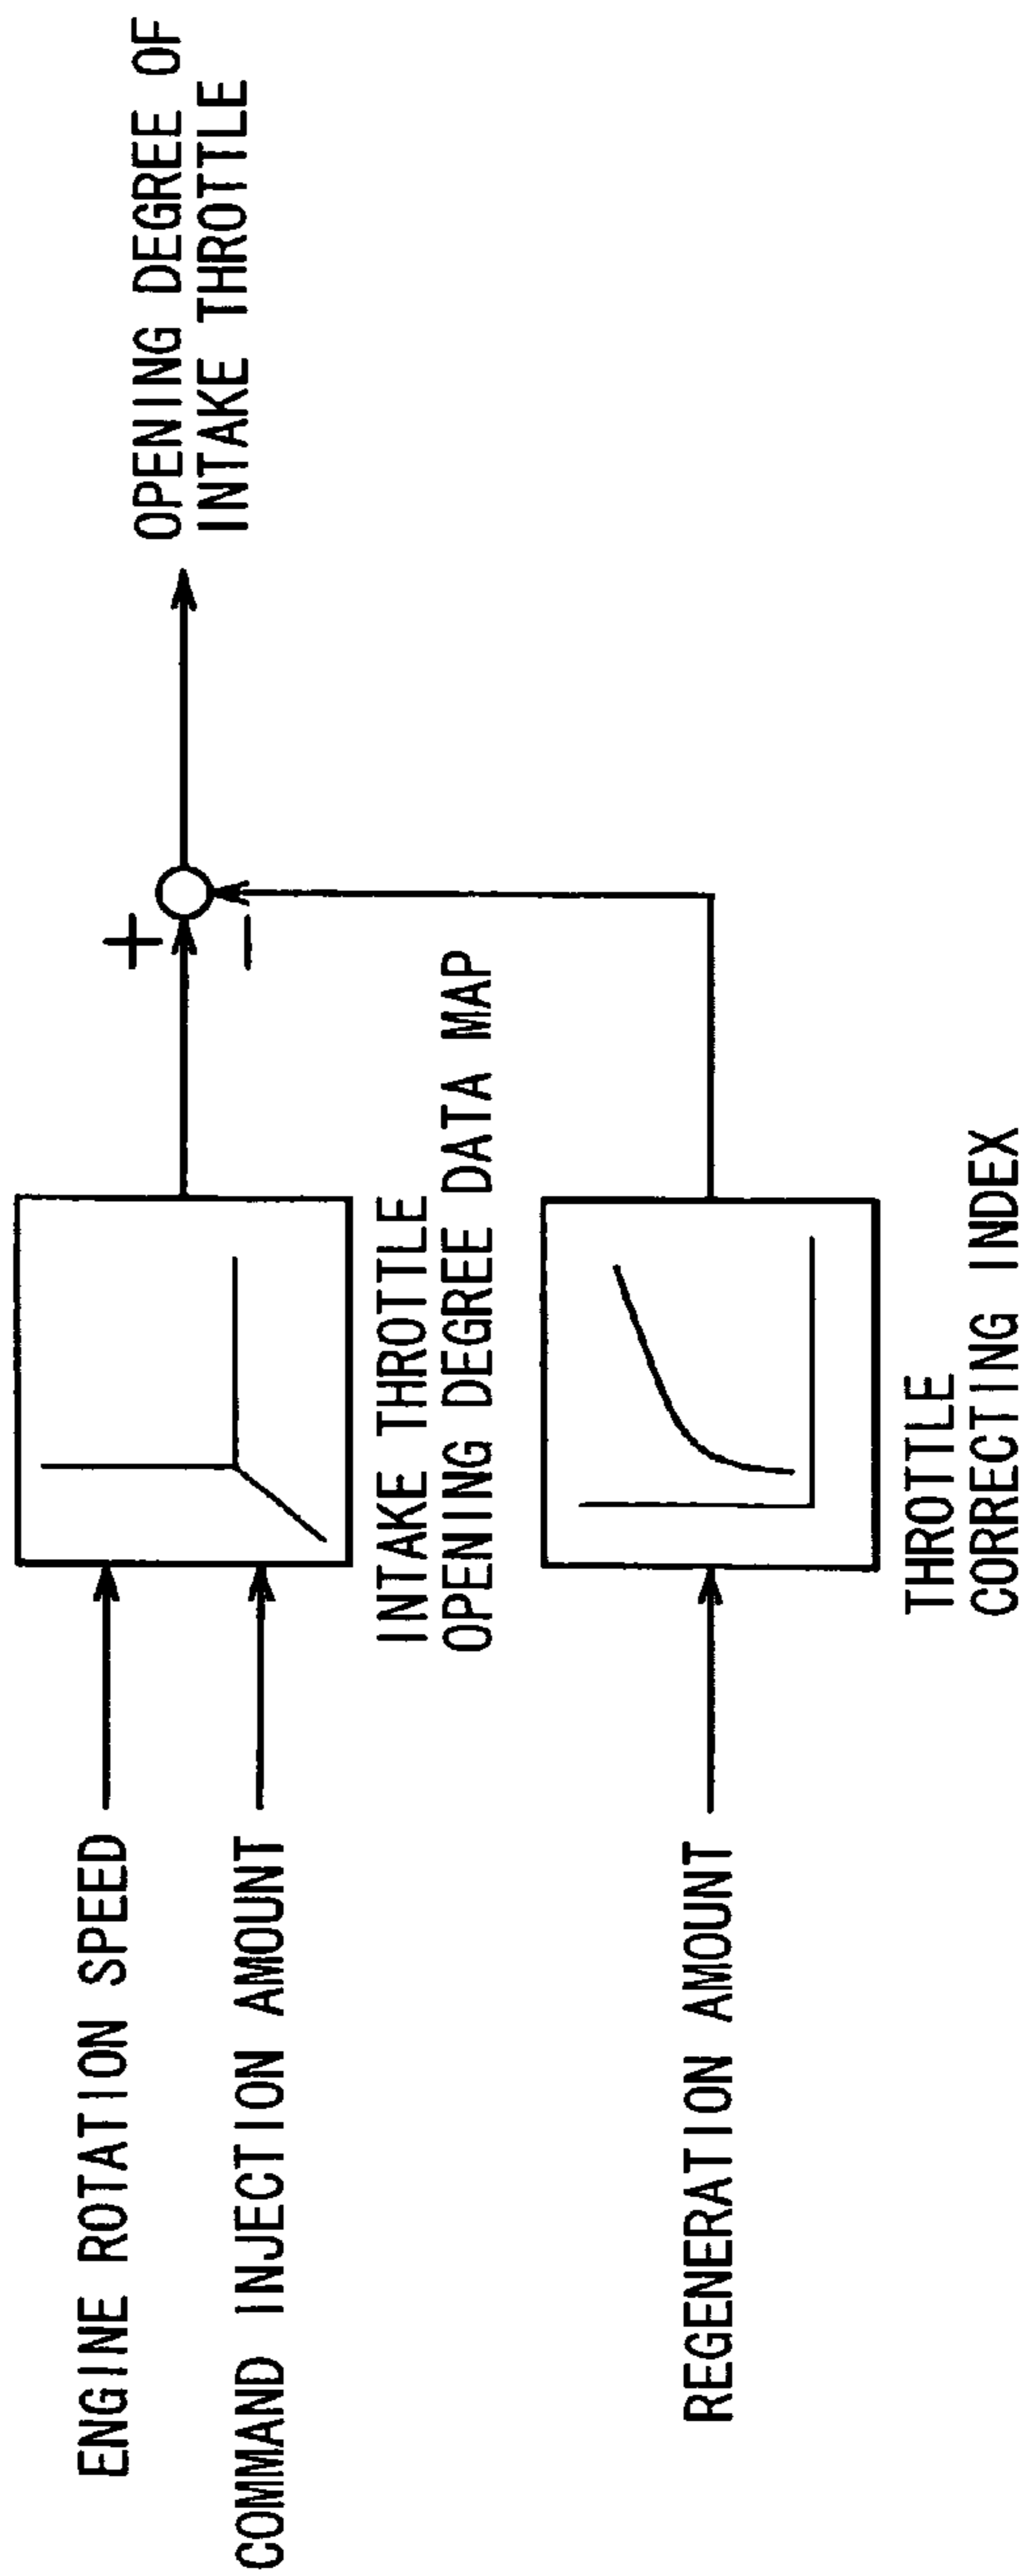 ENGINE ROTATION SPEED
COMMAND INJECTION AMOUNT
INTAKE THROTTLE
OPENING DEGREE DATA MAP
+
−
OPENING DEGREE OF
INTAKE THROTTLE
REGENERATION AMOUNT
THROTTLE
CORRECTING INDEX